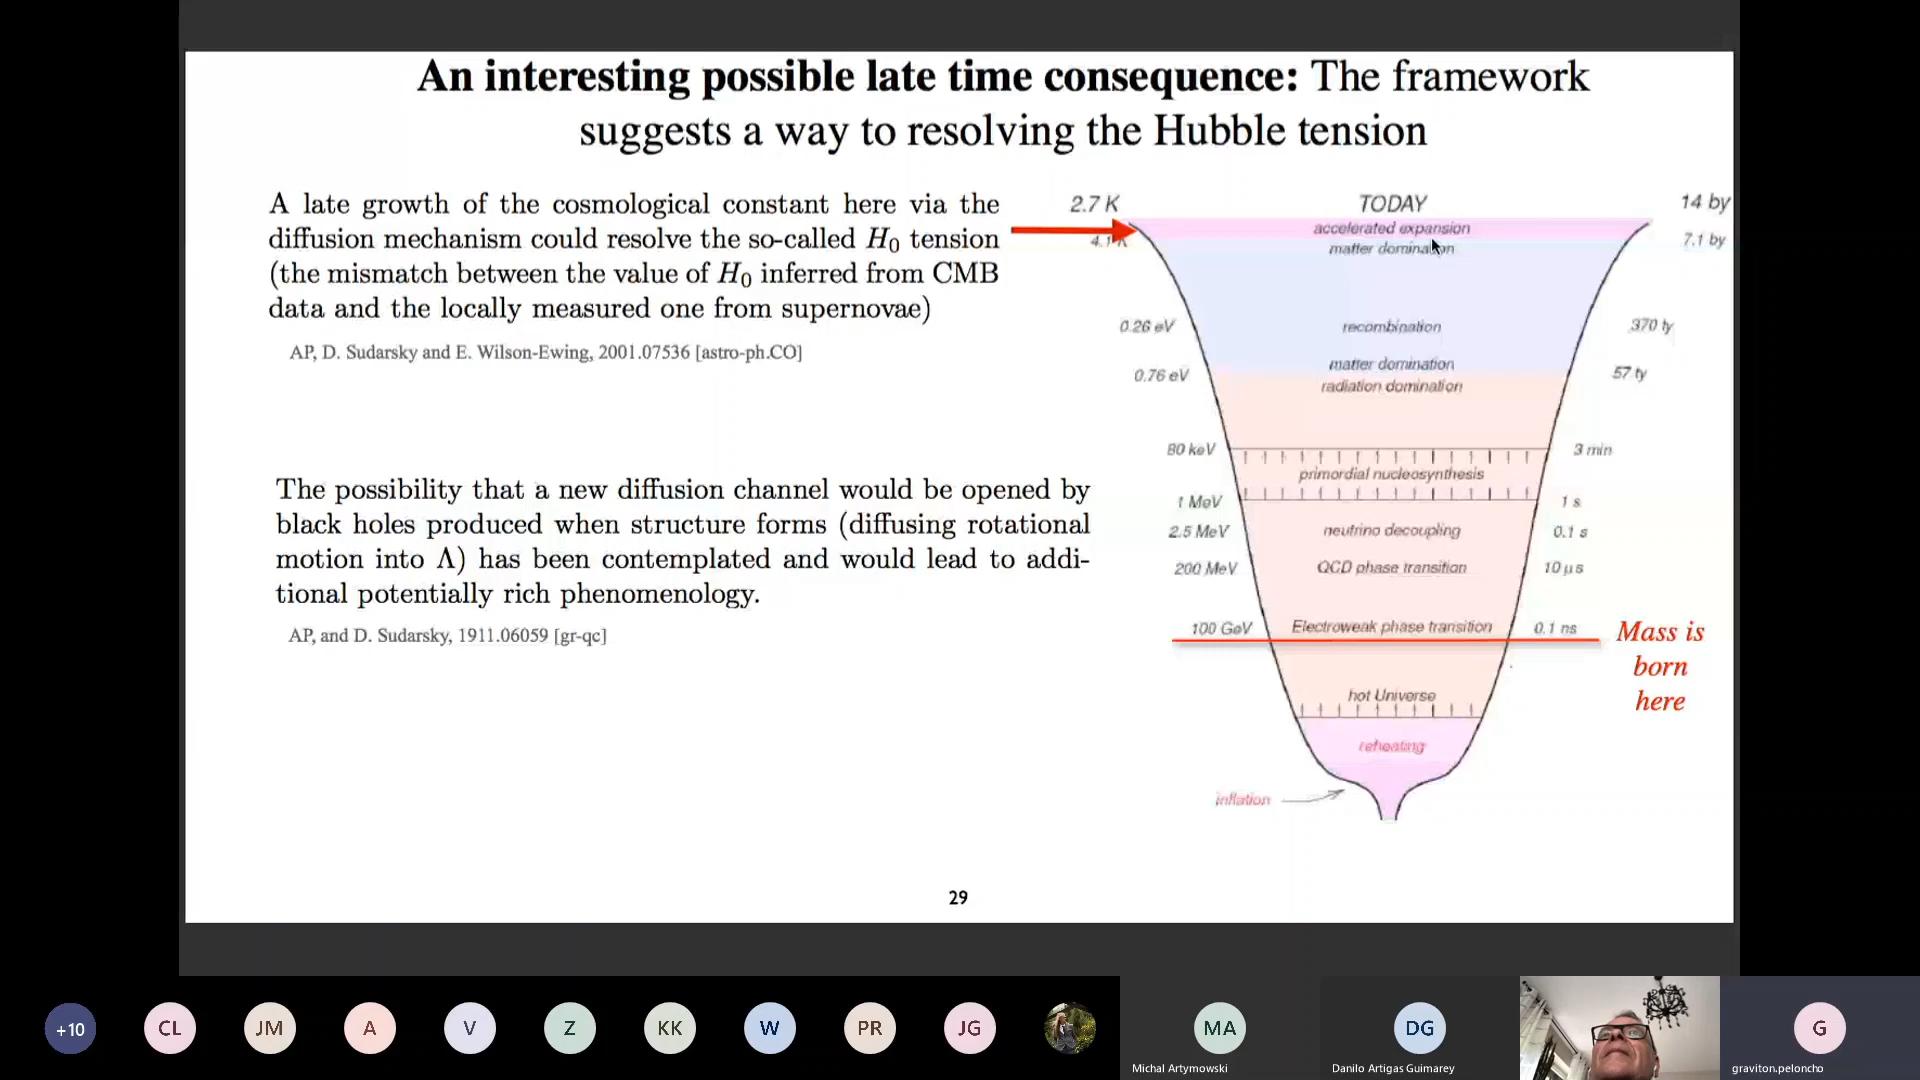 An interesting possible late time consequence: The framework
suggests a way to resolving the Hubble tension
A late growth of the cosmological constant here via the
diffusion mechanism could resolve the so-called H₀ tension
(the mismatch between the value of H₀ inferred from CMB
data and the locally measured one from supernovae)
AP, D. Sudarsky and E. Wilson-Ewing, 2001.07536 [astro-ph.CO]
The possibility that a new diffusion channel would be opened by
black holes produced when structure forms (diffusing rotational
motion into Λ) has been contemplated and would lead to addi-
tional potentially rich phenomenology.
AP, and D. Sudarsky, 1911.06059 [gr-qc]
2.7 K TODAY 14 by
accelerated expansion
4.1 K matter domination 7.1 by
0.26 eV recombination 370 ty
matter domination
0.76 eV radiation domination 57 ty
80 keV 3 min
primordial nucleosynthesis
1 MeV 1 s
2.5 MeV neutrino decoupling 0.1 s
200 MeV QCD phase transition 10 µs
100 GeV Electroweak phase transition 0.1 ns
Mass is
born
here
hot Universe
reheating
inflation
29
+10 CL JM A V Z KK W PR JG MA DG G
Michal Artymowski Danilo Artigas Guimarey graviton.peloncho